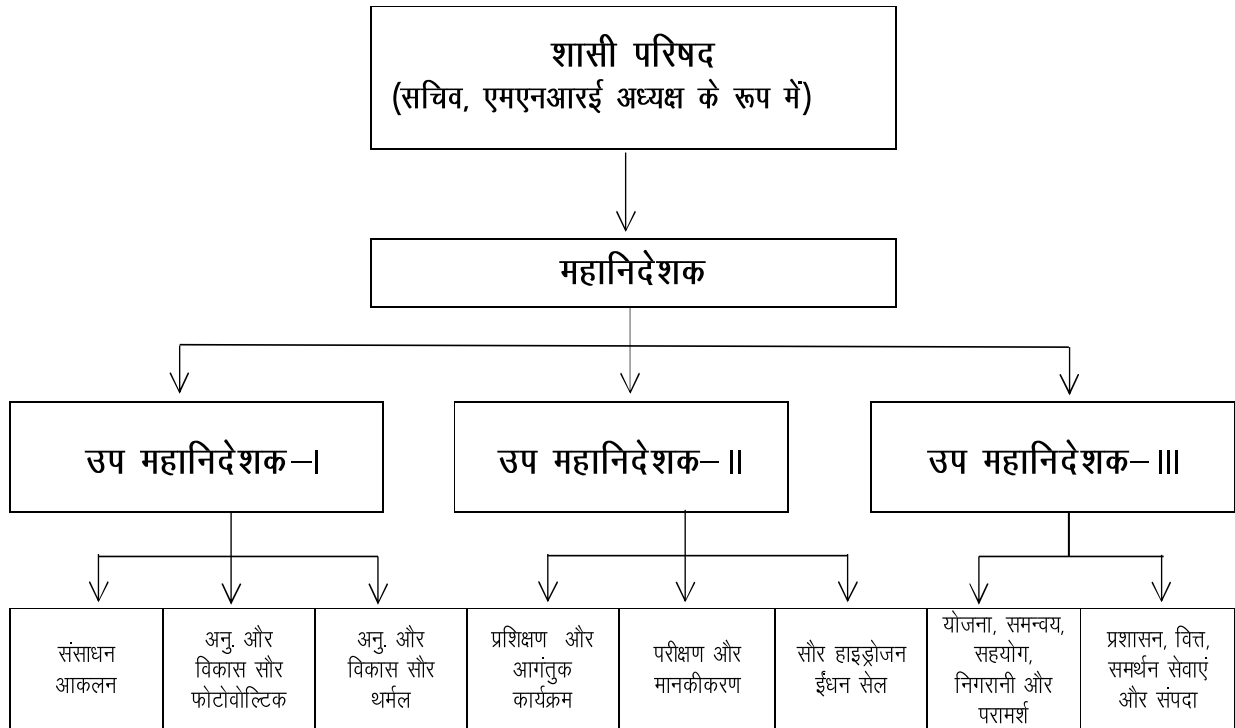 शासी परिषद
(सचिव, एमएनआरई अध्यक्ष के रूप में)
महानिदेशक
उप महानिदेशक–I
उप महानिदेशक– II
उप महानिदेशक– III
संसाधन
आकलन
अनु. और
विकास सौर
फोटोवोल्टिक
अनु. और
विकास सौर
थर्मल
प्रशिक्षण और
आगंतुक
कार्यक्रम
परीक्षण और
मानकीकरण
सौर हाइड्रोजन
ईंधन सेल
योजना, समन्वय,
सहयोग,
निगरानी और
परामर्श
प्रशासन, वित्त,
समर्थन सेवाएं
और संपदा